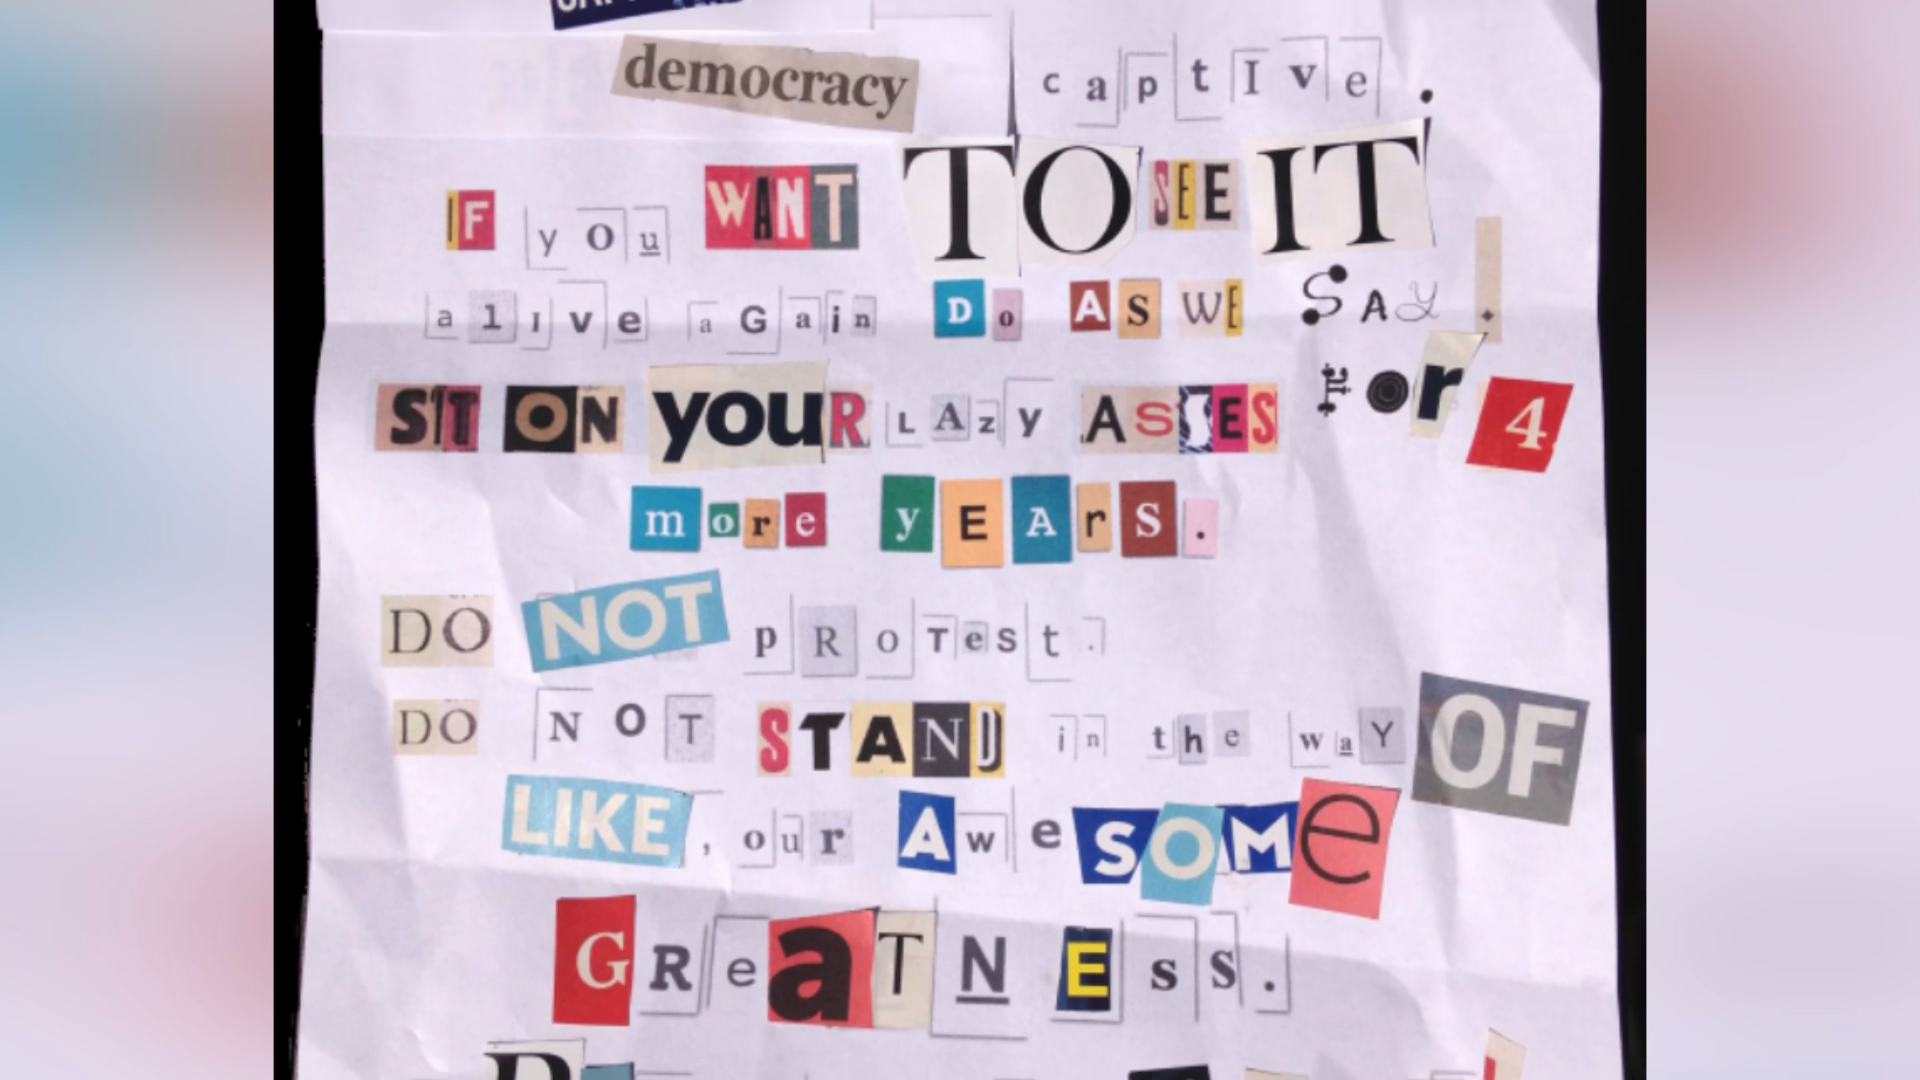 democracy captIve.
IF you WANT TO SEE IT
alIve aGain Do AS WE SAY.
SIT ON youR LAzy ASSES FOr 4
more yEArS.
DO NOT pRoTesT.
DO NOT STAND in the waY OF
LIKE, our AweSOMe
GReaTNEsS.